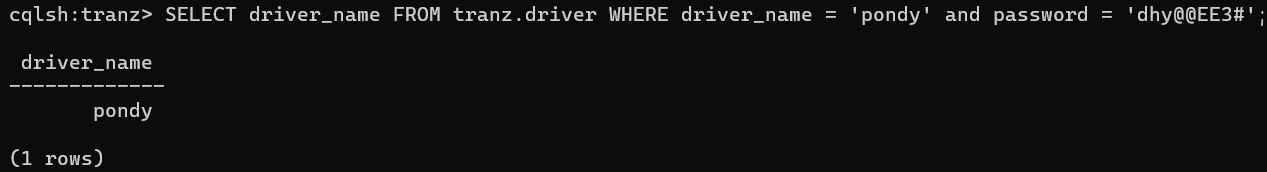 cqlsh:tranz> SELECT driver_name FROM tranz.driver WHERE driver_name = 'pondy' and password = 'dhy@@EE3#';
driver_name
-------------
pondy
(1 rows)